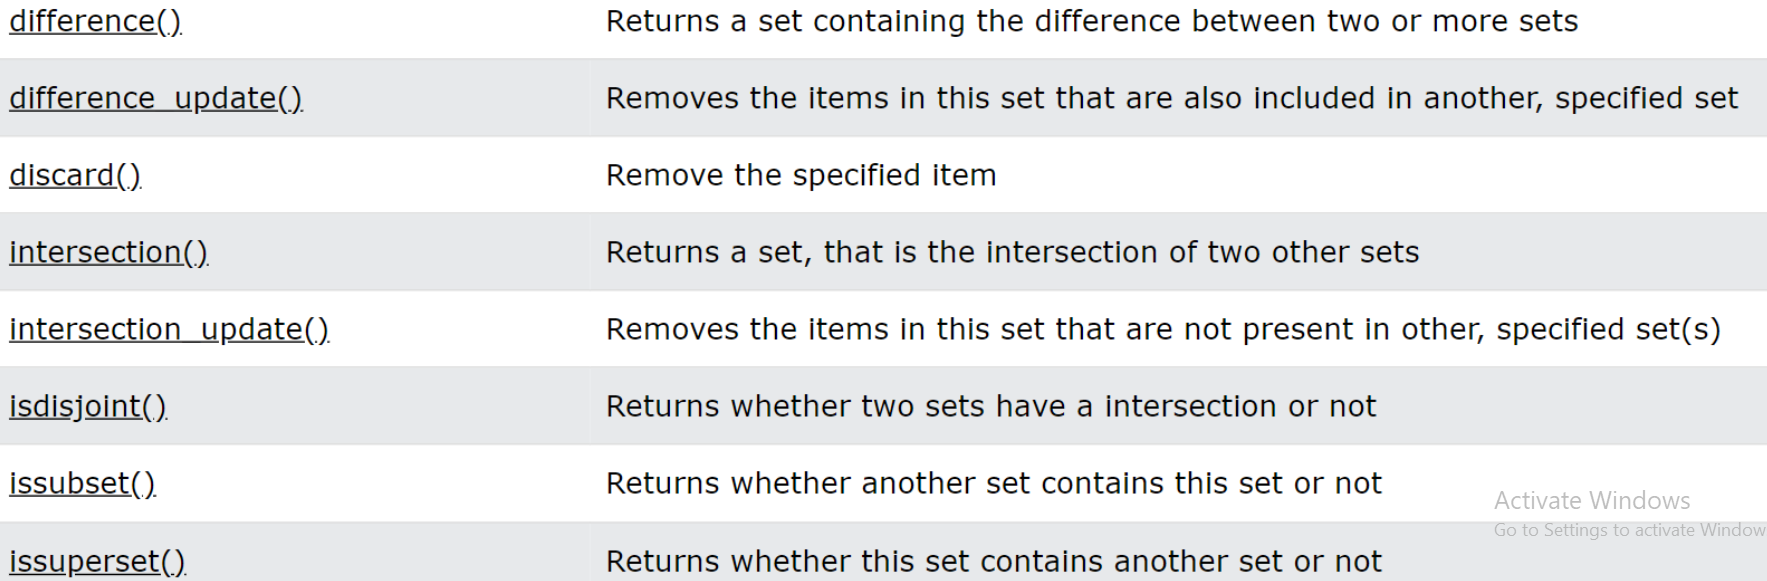 difference() Returns a set containing the difference between two or more sets
difference_update() Removes the items in this set that are also included in another, specified set
discard() Remove the specified item
intersection() Returns a set, that is the intersection of two other sets
intersection_update() Removes the items in this set that are not present in other, specified set(s)
isdisjoint() Returns whether two sets have a intersection or not
issubset() Returns whether another set contains this set or not
Activate Windows
Go to Settings to activate Window
issuperset() Returns whether this set contains another set or not